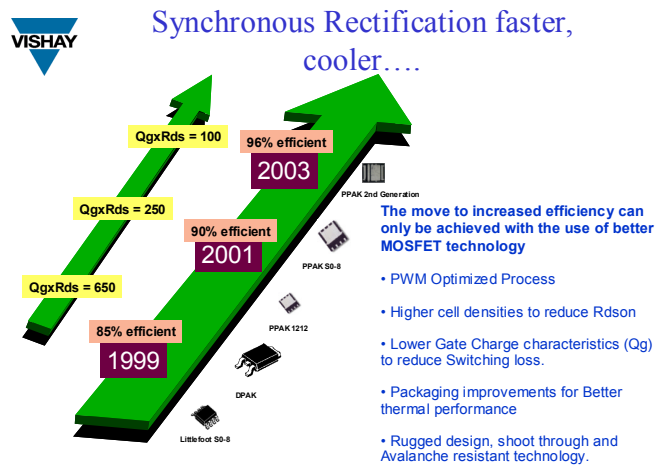 VISHAY
Synchronous Rectification faster,
cooler….
QgxRds = 100
96% efficient
2003
PPAK 2nd Generation
QgxRds = 250
90% efficient
2001
PPAK S0-8
QgxRds = 650
PPAK 1212
85% efficient
1999
DPAK
Littlefoot S0-8
The move to increased efficiency can
only be achieved with the use of better
MOSFET technology
• PWM Optimized Process
• Higher cell densities to reduce Rdson
• Lower Gate Charge characteristics (Qg)
to reduce Switching loss.
• Packaging improvements for Better
thermal performance
• Rugged design, shoot through and
Avalanche resistant technology.